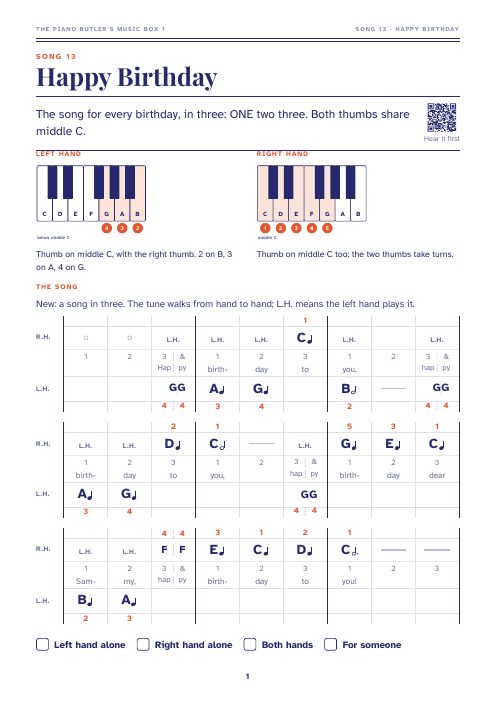 THE PIANO BUTLER'S MUSIC BOX 1 SONG 13 · HAPPY BIRTHDAY
SONG 13
Happy Birthday
The song for every birthday, in three: ONE two three. Both thumbs share
middle C.
Hear it first
LEFT HAND RIGHT HAND
C D E F G A B C D E F G A B
4 3 2 1 2 3 4 5
below middle C middle C
Thumb on middle C, with the right thumb. 2 on B, 3
on A, 4 on G.
Thumb on middle C too: the two thumbs take turns.
THE SONG
New: a song in three. The tune walks from hand to hand; L.H. means the left hand plays it.
1
R.H. L.H. L.H. L.H. C♩ L.H. L.H.
1 2 3 & 1 2 3 1 2 3 &
Hap py birth- day to you, hap py
L.H. GG A♩ G♩ B𝅗𝅥 — GG
4 4 3 4 2 4 4
2 1 5 3 1
R.H. L.H. L.H. D♩ C𝅗𝅥 — L.H. G♩ E♩ C♩
1 2 3 1 2 3 & 1 2 3
birth- day to you, hap py birth- day dear
L.H. A♩ G♩ GG
3 4 4 4
4 4 3 1 2 1
R.H. L.H. L.H. F F E♩ C♩ D♩ C𝅗𝅥. — —
1 2 3 & 1 2 3 1 2 3
Sam- my, hap py birth- day to you!
L.H. B♩ A♩
2 3
Left hand alone Right hand alone Both hands For someone
1